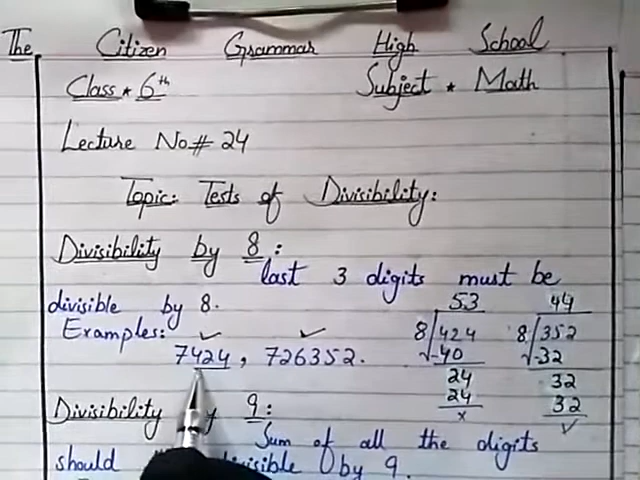 The Citizen Grammar High School
Class * 6th Subject * Math
Lecture No# 24
Topic: Tests of Divisibility:
Divisibility by 8:
last 3 digits must be
divisible by 8.
Examples:
7424, 726352.
53
8 424
-40
24
24
x
44
8 352
-32
32
32
✓
Divisibility 9:
Sum of all the digits
should divisible by 9.